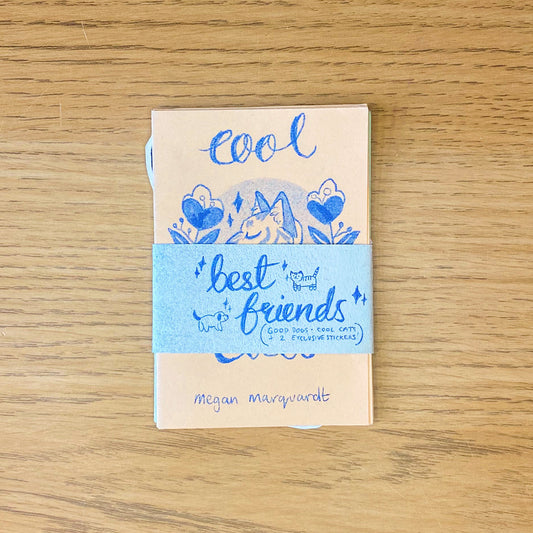 cool
best
friends
(GOOD DOGS + COOL CATS
+ 2 EXCLUSIVE STICKERS)
megan marquardt